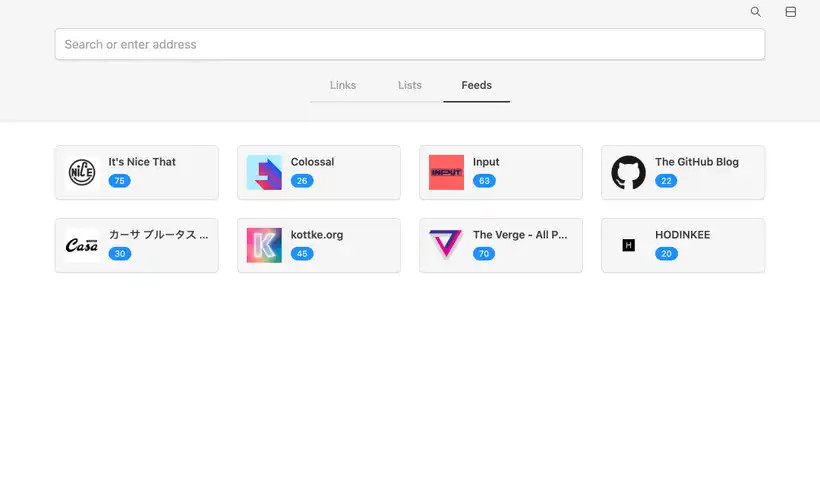 Search or enter address
Links
Lists
Feeds
NICE
It's Nice That
75
Colossal
26
INPUT
Input
63
The GitHub Blog
22
Casa
カーサ ブルータス ...
30
K
kottke.org
45
The Verge - All P...
70
H
HODINKEE
20